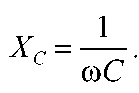 X_C = 1/(ωC).